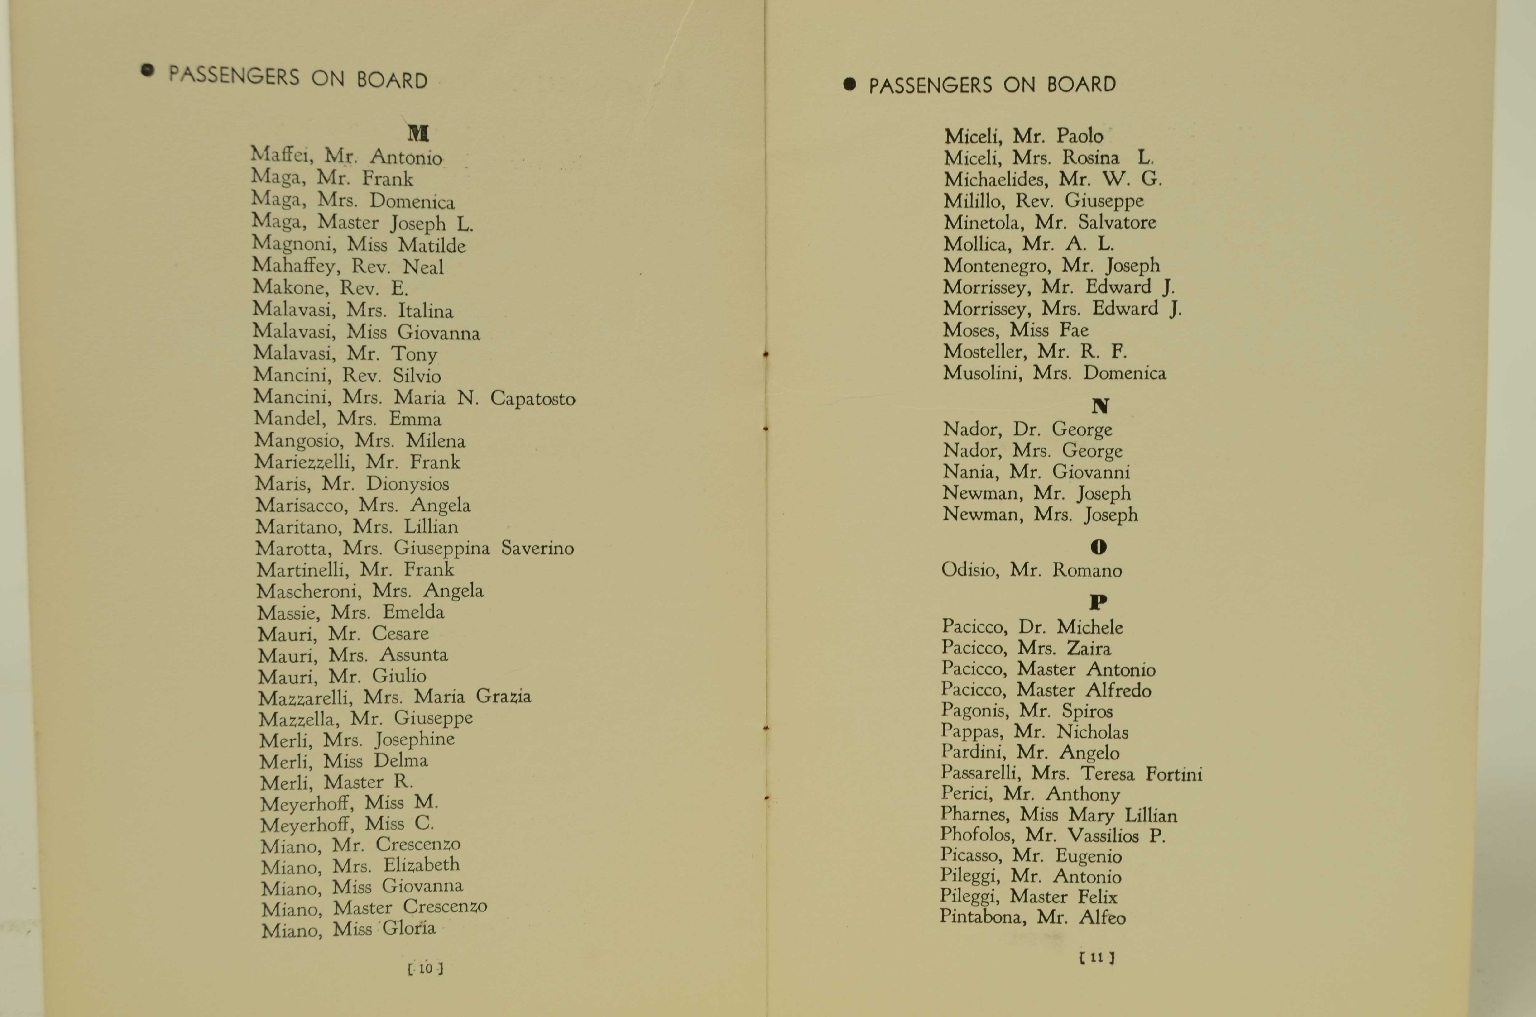 ● PASSENGERS ON BOARD
M
Maffei, Mr. Antonio
Maga, Mr. Frank
Maga, Mrs. Domenica
Maga, Master Joseph L.
Magnoni, Miss Matilde
Mahaffey, Rev. Neal
Makone, Rev. E.
Malavasi, Mrs. Italina
Malavasi, Miss Giovanna
Malavasi, Mr. Tony
Mancini, Rev. Silvio
Mancini, Mrs. Maria N. Capatosto
Mandel, Mrs. Emma
Mangosio, Mrs. Milena
Mariezzelli, Mr. Frank
Maris, Mr. Dionysios
Marisacco, Mrs. Angela
Maritano, Mrs. Lillian
Marotta, Mrs. Giuseppina Saverino
Martinelli, Mr. Frank
Mascheroni, Mrs. Angela
Massie, Mrs. Emelda
Mauri, Mr. Cesare
Mauri, Mrs. Assunta
Mauri, Mr. Giulio
Mazzarelli, Mrs. Maria Grazia
Mazzella, Mr. Giuseppe
Merli, Mrs. Josephine
Merli, Miss Delma
Merli, Master R.
Meyerhoff, Miss M.
Meyerhoff, Miss C.
Miano, Mr. Crescenzo
Miano, Mrs. Elizabeth
Miano, Miss Giovanna
Miano, Master Crescenzo
Miano, Miss Gloria
[ 10 ]
● PASSENGERS ON BOARD
Miceli, Mr. Paolo
Miceli, Mrs. Rosina L.
Michaelides, Mr. W. G.
Milillo, Rev. Giuseppe
Minetola, Mr. Salvatore
Mollica, Mr. A. L.
Montenegro, Mr. Joseph
Morrissey, Mr. Edward J.
Morrissey, Mrs. Edward J.
Moses, Miss Fae
Mosteller, Mr. R. F.
Musolini, Mrs. Domenica
N
Nador, Dr. George
Nador, Mrs. George
Nania, Mr. Giovanni
Newman, Mr. Joseph
Newman, Mrs. Joseph
O
Odisio, Mr. Romano
P
Pacicco, Dr. Michele
Pacicco, Mrs. Zaira
Pacicco, Master Antonio
Pacicco, Master Alfredo
Pagonis, Mr. Spiros
Pappas, Mr. Nicholas
Pardini, Mr. Angelo
Passarelli, Mrs. Teresa Fortini
Perici, Mr. Anthony
Pharnes, Miss Mary Lillian
Phofolos, Mr. Vassilios P.
Picasso, Mr. Eugenio
Pileggi, Mr. Antonio
Pileggi, Master Felix
Pintabona, Mr. Alfeo
[ 11 ]